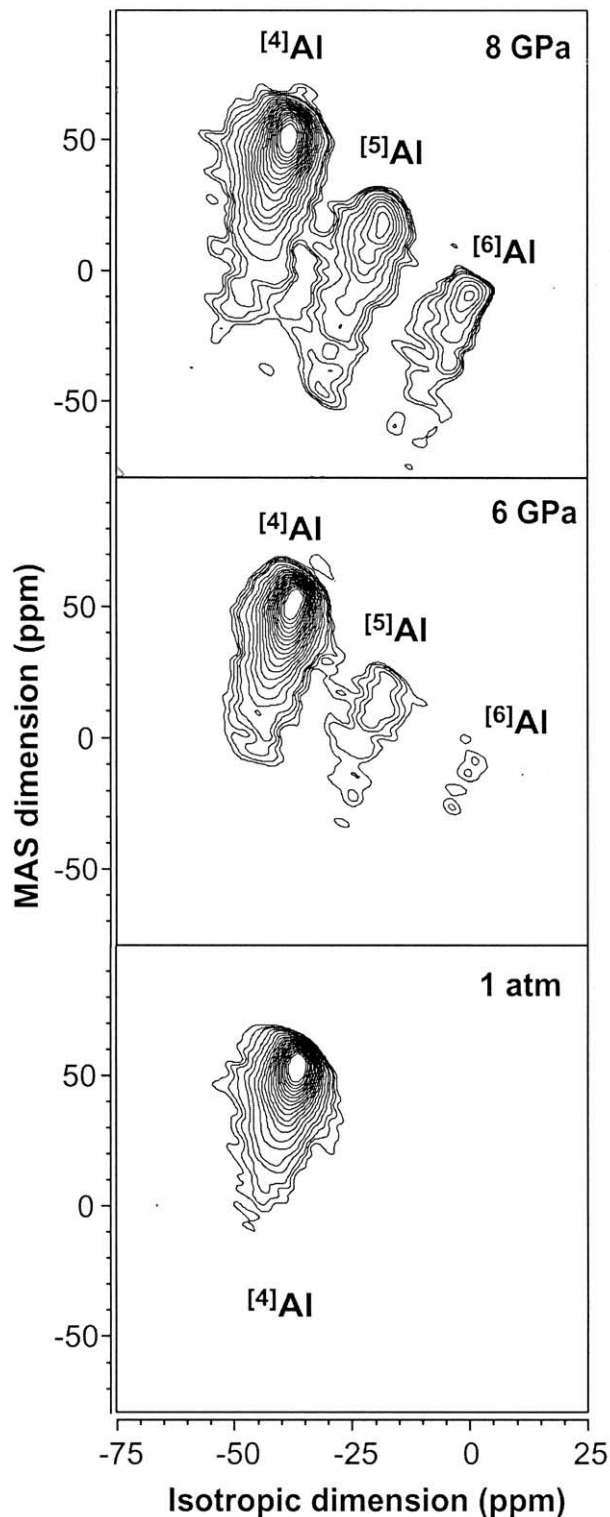 [4]Al
8 GPa
[5]Al
[6]Al
50
0
-50
[4]Al
6 GPa
[5]Al
[6]Al
50
0
-50
MAS dimension (ppm)
1 atm
50
0
[4]Al
-50
-75 -50 -25 0 25
Isotropic dimension (ppm)